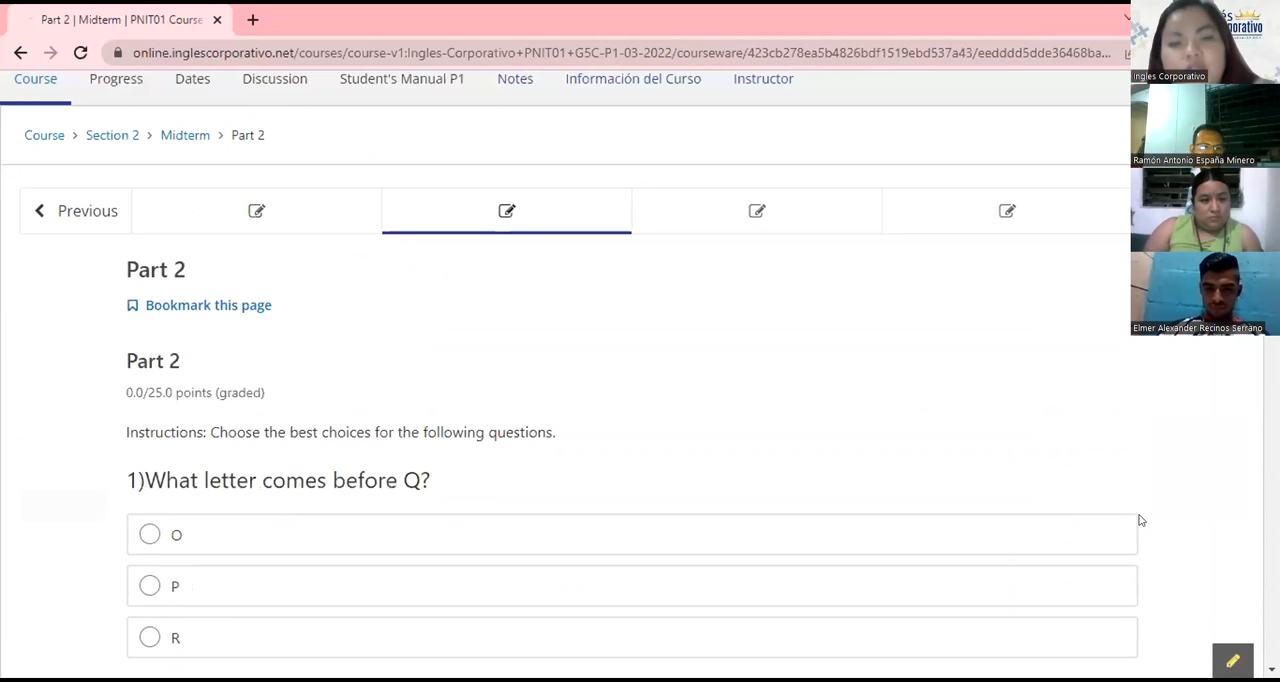 Part 2 | Midterm | PNIT01 Course
online.inglescorporativo.net/courses/course-v1:Ingles-Corporativo+PNIT01+G5C-P1-03-2022/courseware/423cb278ea5b4826bdf1519ebd537a43/eedddd5dde36468ba...
Course Progress Dates Discussion Student's Manual P1 Notes Información del Curso Instructor
Course > Section 2 > Midterm > Part 2
Previous
Part 2
Bookmark this page
Part 2
0.0/25.0 points (graded)
Instructions: Choose the best choices for the following questions.
1)What letter comes before Q?
O
P
R
Ingles Corporativo
Ramón Antonio España Minero
Elmer Alexander Recinos Serrano